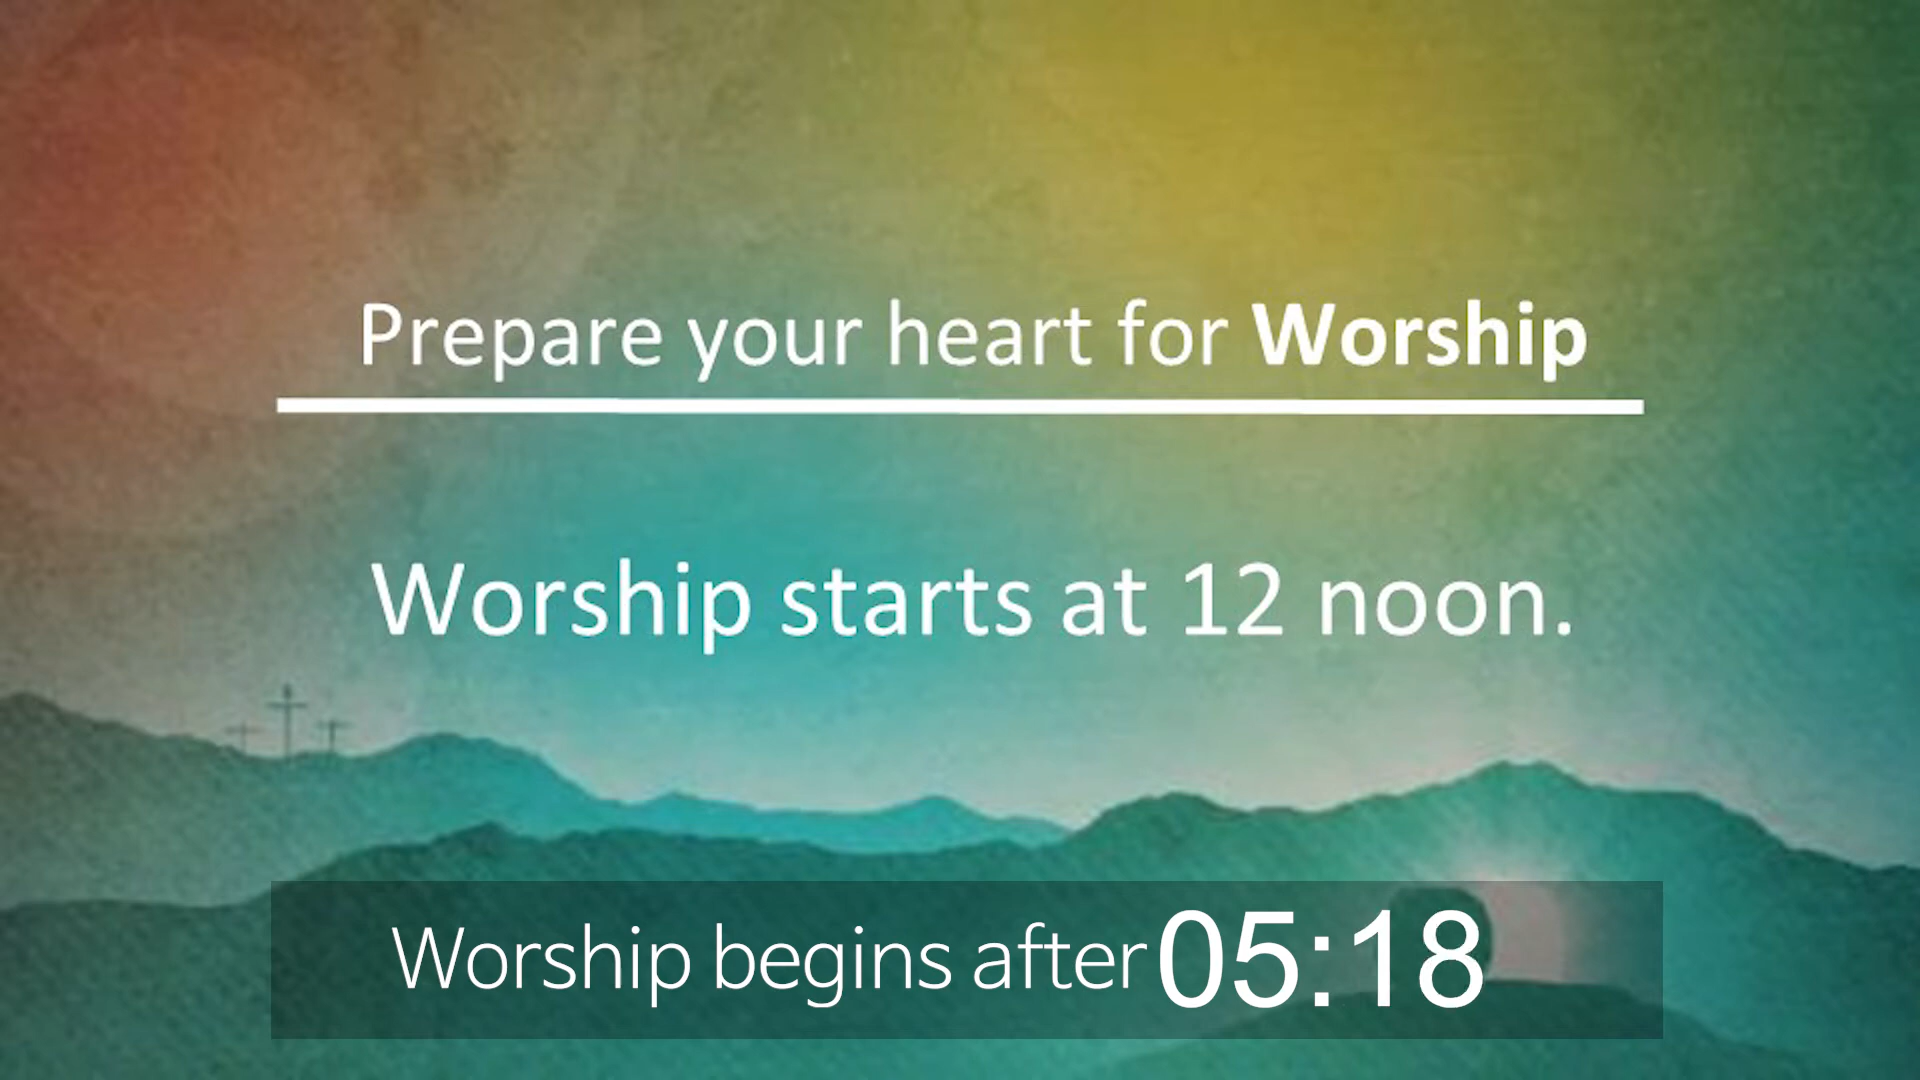 Prepare your heart for Worship
Worship starts at 12 noon.
Worship begins after 05:18